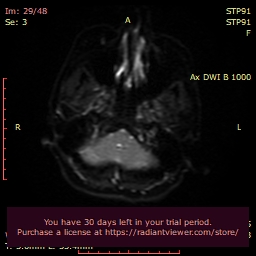 Im: 29/48
Se: 3
STP91
STP91
F
A
Ax DWI B 1000
R
L
You have 30 days left in your trial period.
Purchase a license at https://radiantviewer.com/store/